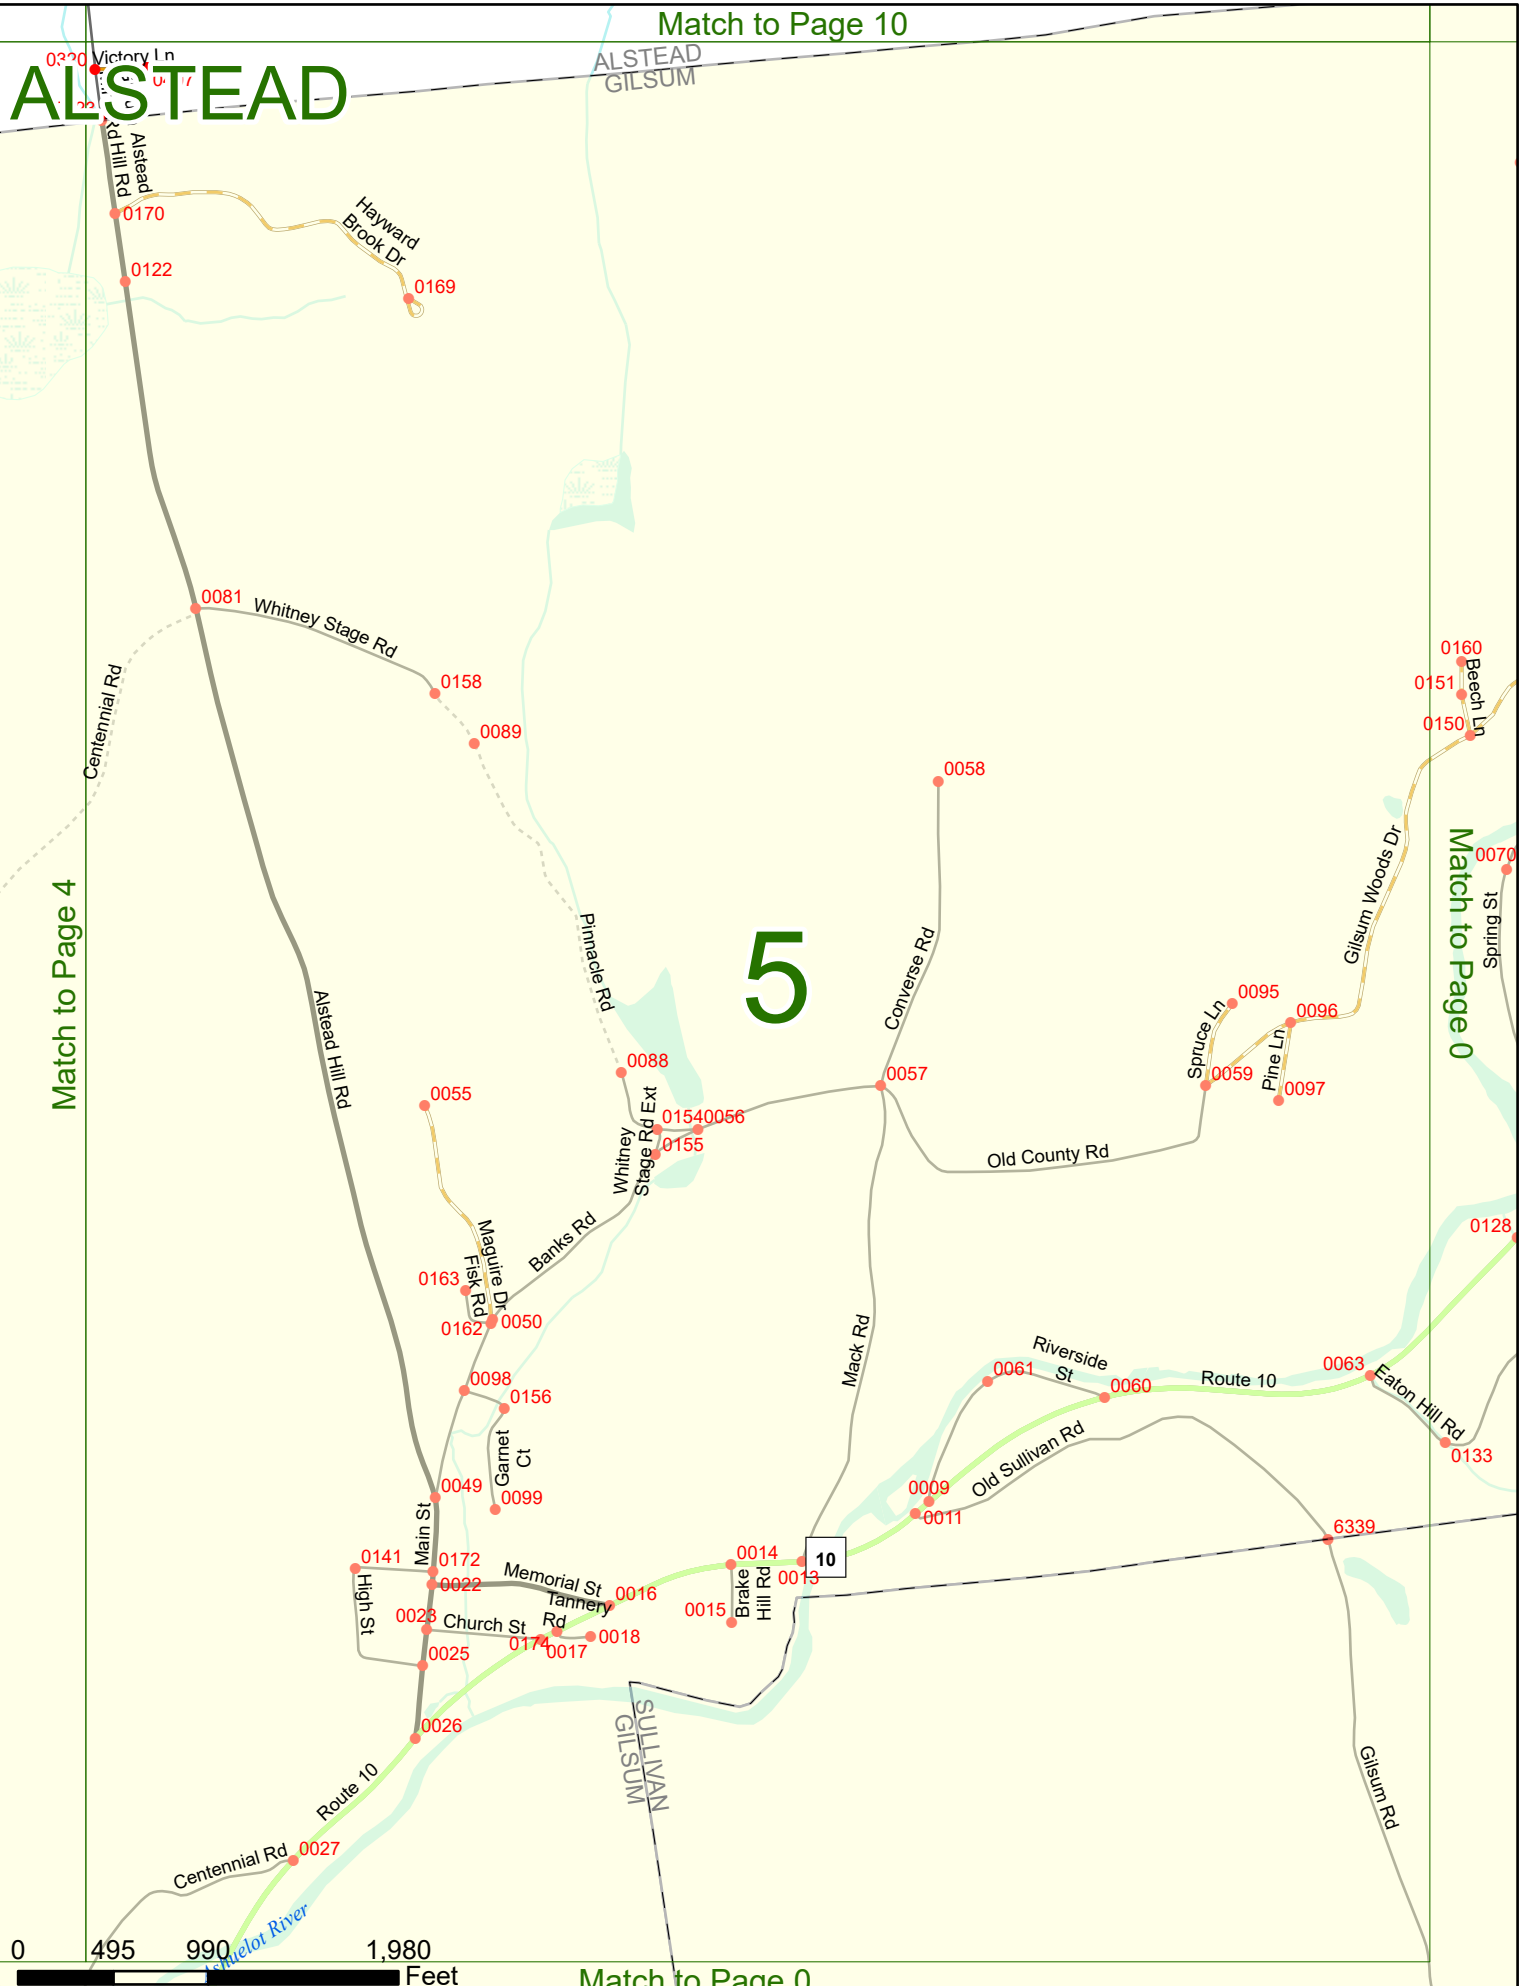 Match to Page 10
0320
Victory Ln
ALSTEAD
GILSUM
ALSTEAD
Rd Hill Rd
Alstead
0170
Hayward
Brook Dr
0122
0169
0081
Whitney Stage Rd
Centennial Rd
0158
0089
0160
0151
Beech Ln
0150
0058
Gilsum Woods Dr
Match to Page 4
Match to Page 0
0070
Spring St
Pinnacle Rd
5
Converse Rd
Alstead Hill Rd
0095
0096
Spruce Ln
Pine Ln
0088
0057
0059
0097
0055
01540056
0155
Whitney
Stage Rd Ext
Old County Rd
Banks Rd
0128
Maguire Dr
Fisk Rd
0163
0050
0162
Mack Rd
Riverside
St
0061
0060
Route 10
0063
Eaton Hill Rd
0098
0156
Garnet
Ct
Old Sullivan Rd
0133
0049
0099
0009
0011
Main St
6339
0141
0172
0022
High St
Memorial St
0014
10
0013
Brake
Hill Rd
0016
Tannery
Rd
0015
0023
Church St
0174
0017
0018
0025
0026
SULLIVAN
GILSUM
Route 10
Gilsum Rd
Centennial Rd
0027
Ashuelot River
0 495 990 1,980
Feet
Match to Page 0